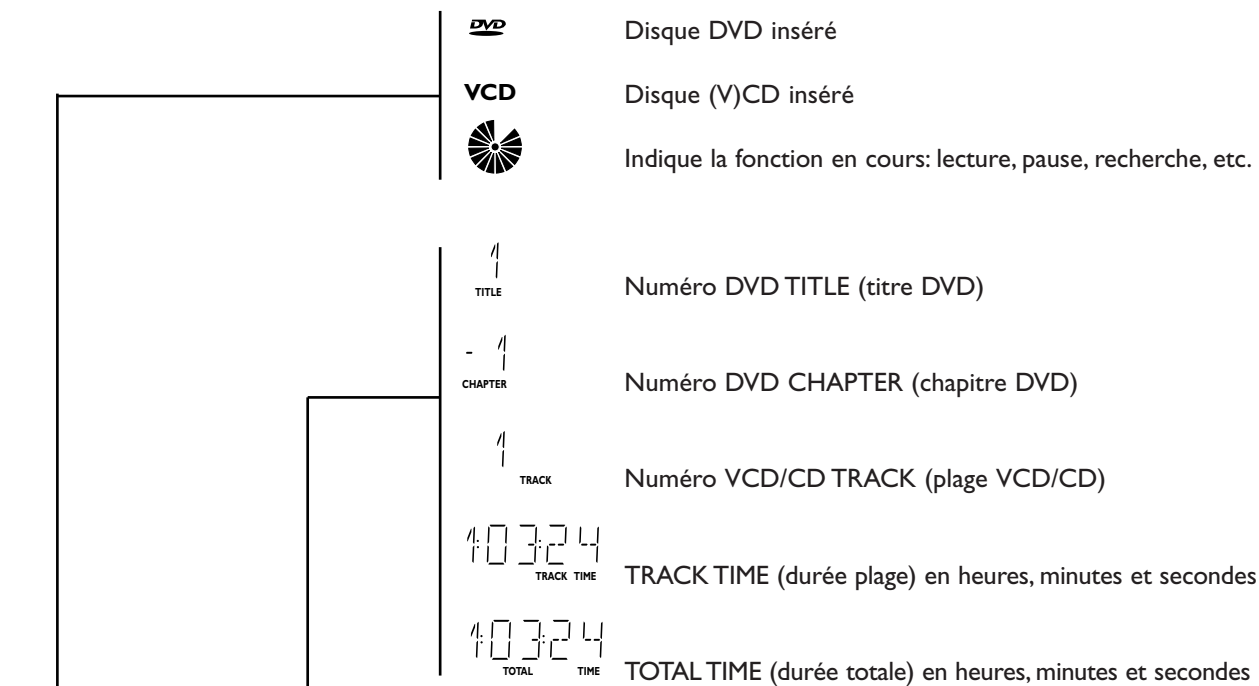 DVD Disque DVD inséré
VCD Disque (V)CD inséré
Indique la fonction en cours: lecture, pause, recherche, etc.
1
TITLE Numéro DVD TITLE (titre DVD)
- 1
CHAPTER Numéro DVD CHAPTER (chapitre DVD)
1
TRACK Numéro VCD/CD TRACK (plage VCD/CD)
1:03:24
TRACK TIME TRACK TIME (durée plage) en heures, minutes et secondes
1:03:24
TOTAL TIME TOTAL TIME (durée totale) en heures, minutes et secondes